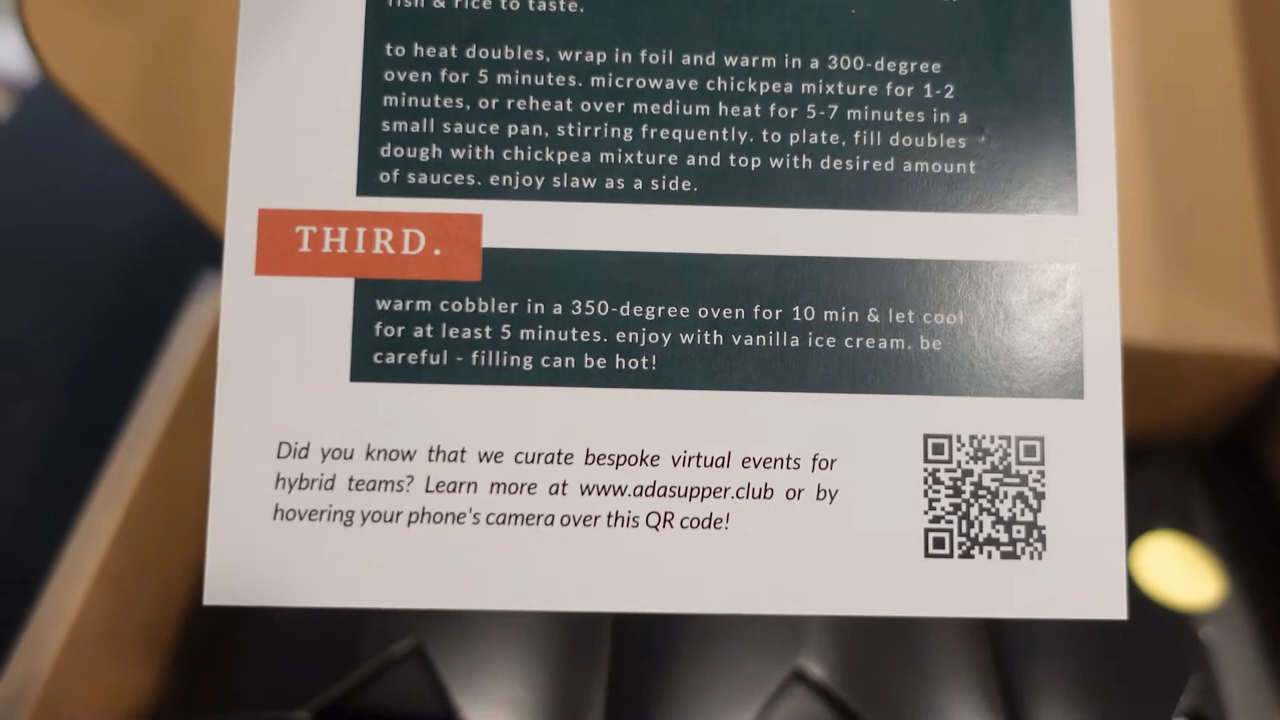 fish & rice to taste.
to heat doubles, wrap in foil and warm in a 300-degree
oven for 5 minutes. microwave chickpea mixture for 1-2
minutes, or reheat over medium heat for 5-7 minutes in a
small sauce pan, stirring frequently. to plate, fill doubles
dough with chickpea mixture and top with desired amount
of sauces. enjoy slaw as a side.
THIRD.
warm cobbler in a 350-degree oven for 10 min & let cool
for at least 5 minutes. enjoy with vanilla ice cream. be
careful - filling can be hot!
Did you know that we curate bespoke virtual events for
hybrid teams? Learn more at www.adasupper.club or by
hovering your phone's camera over this QR code!